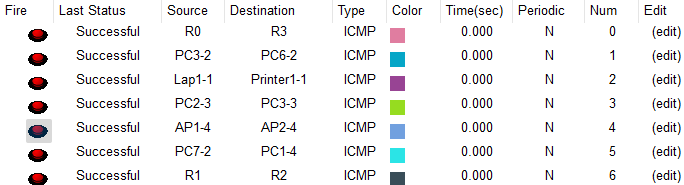 Fire Last Status Source Destination Type Color Time(sec) Periodic Num Edit
Successful R0 R3 ICMP 0.000 N 0 (edit)
Successful PC3-2 PC6-2 ICMP 0.000 N 1 (edit)
Successful Lap1-1 Printer1-1 ICMP 0.000 N 2 (edit)
Successful PC2-3 PC3-3 ICMP 0.000 N 3 (edit)
Successful AP1-4 AP2-4 ICMP 0.000 N 4 (edit)
Successful PC7-2 PC1-4 ICMP 0.000 N 5 (edit)
Successful R1 R2 ICMP 0.000 N 6 (edit)